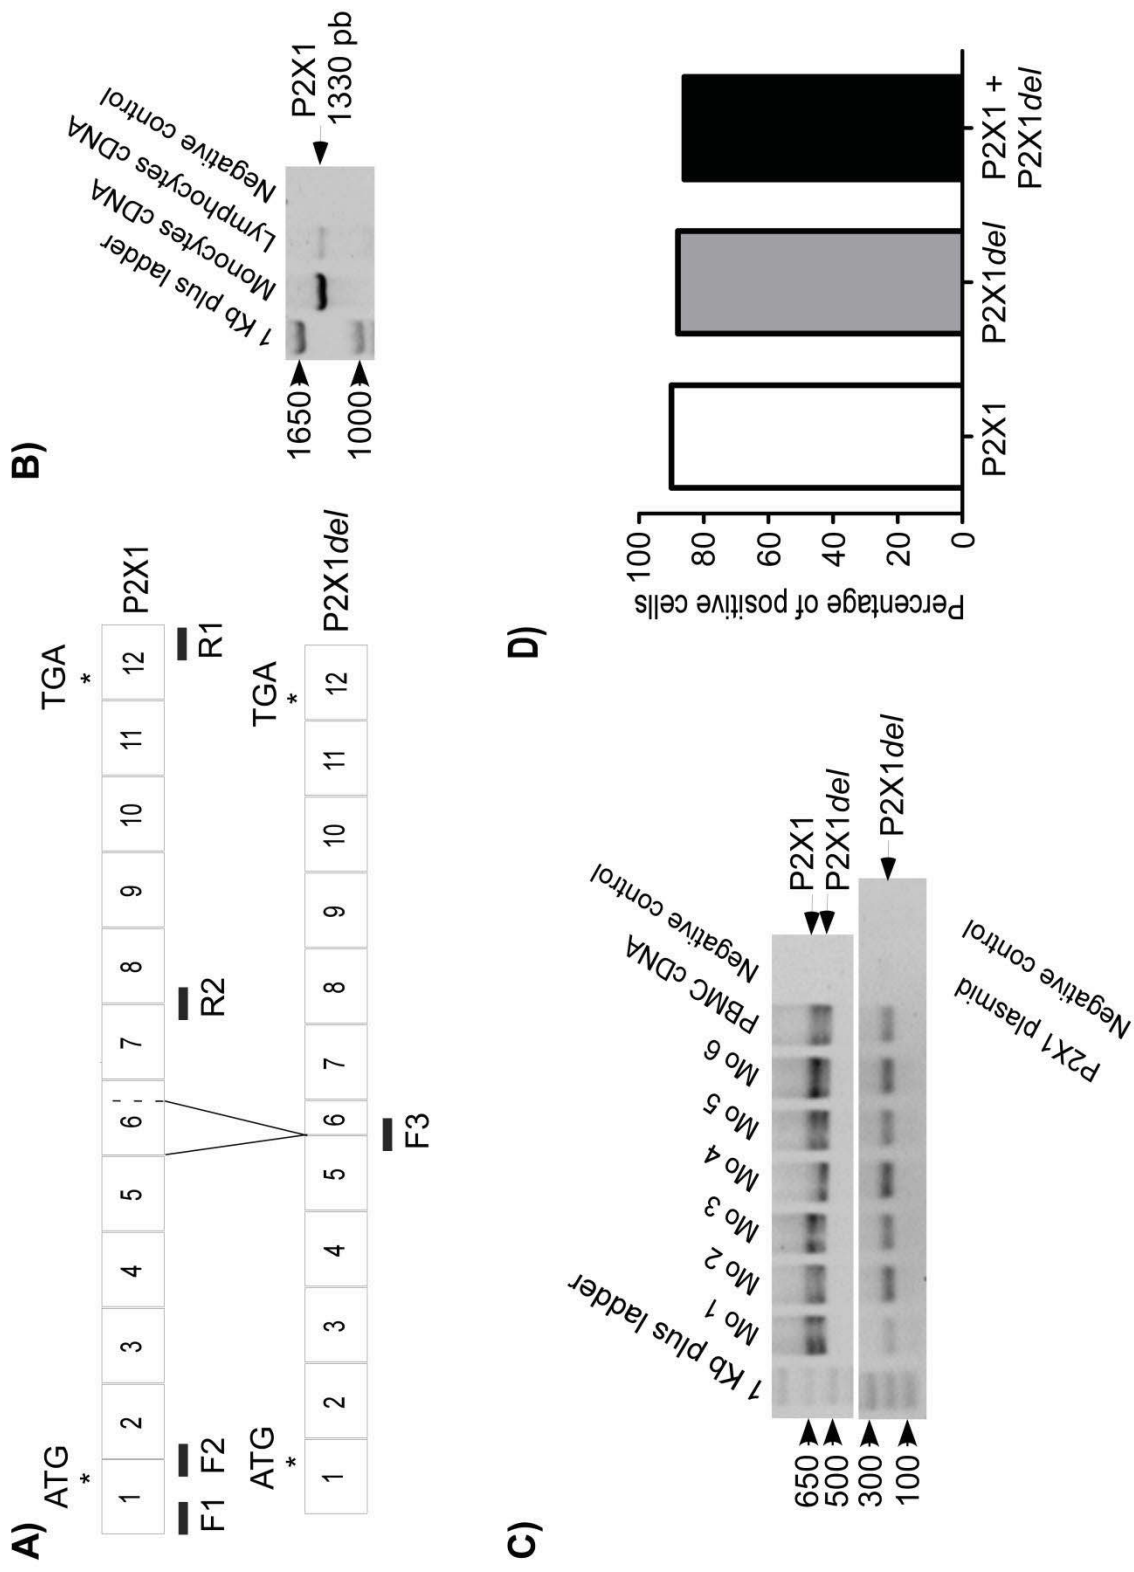 A)
ATG
*
TGA
*
1 2 3 4 5 6 7 8 9 10 11 12 P2X1
F1 F2 R2 R1
ATG
*
TGA
*
1 2 3 4 5 6 7 8 9 10 11 12 P2X1del
F3
B)
1 Kb plus ladder
Monocytes cDNA
Lymphocytes cDNA
Negative control
1650
1000
P2X1
1330 pb
C)
1 Kb plus ladder
Mo 1
Mo 2
Mo 3
Mo 4
Mo 5
Mo 6
PBMC cDNA
Negative control
650
500
300
100
P2X1
P2X1del
P2X1del
P2X1 plasmid
Negative control
D)
Percentage of positive cells
100
80
60
40
20
0
P2X1
P2X1del
P2X1 +
P2X1del